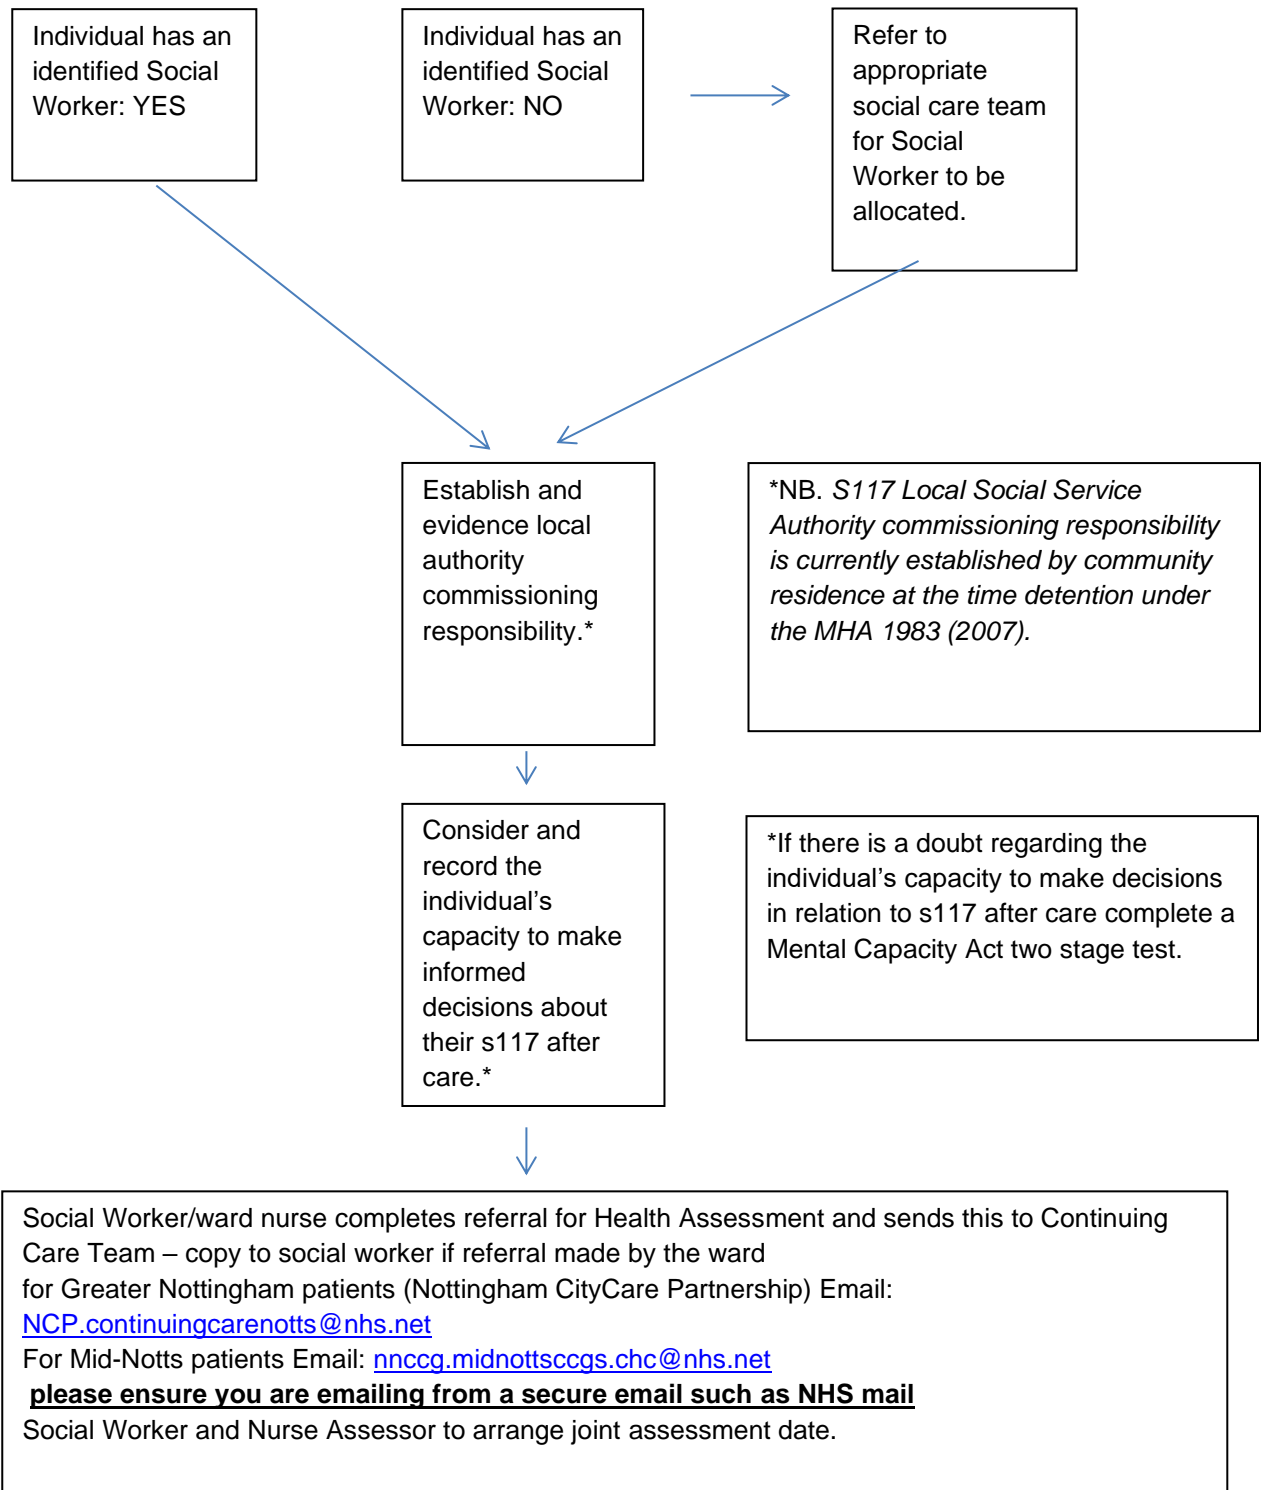 Individual has an
identified Social
Worker: YES
Individual has an
identified Social
Worker: NO
Refer to
appropriate
social care team
for Social
Worker to be
allocated.
Establish and
evidence local
authority
commissioning
responsibility.*
*NB. S117 Local Social Service
Authority commissioning responsibility
is currently established by community
residence at the time detention under
the MHA 1983 (2007).
Consider and
record the
individual’s
capacity to make
informed
decisions about
their s117 after
care.*
*If there is a doubt regarding the
individual’s capacity to make decisions
in relation to s117 after care complete a
Mental Capacity Act two stage test.
Social Worker/ward nurse completes referral for Health Assessment and sends this to Continuing
Care Team – copy to social worker if referral made by the ward
for Greater Nottingham patients (Nottingham CityCare Partnership) Email:
NCP.continuingcarenotts@nhs.net
For Mid-Notts patients Email: nnccg.midnottsccgs.chc@nhs.net
please ensure you are emailing from a secure email such as NHS mail
Social Worker and Nurse Assessor to arrange joint assessment date.